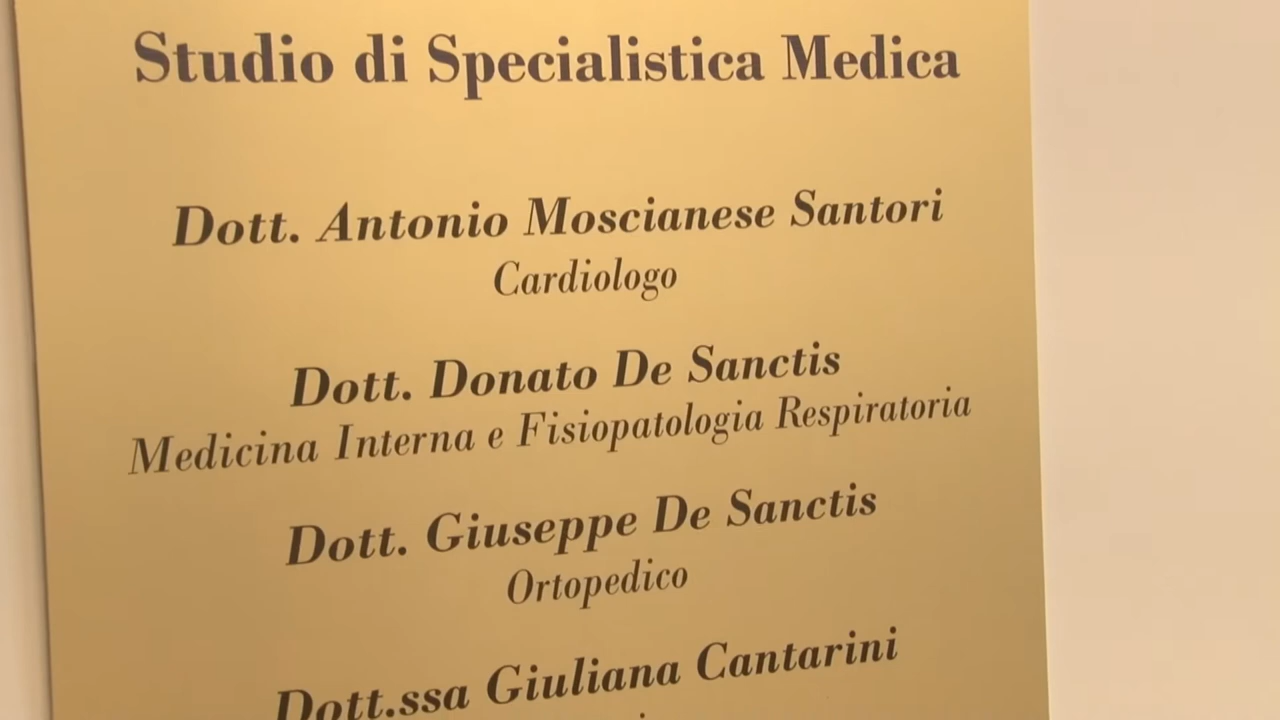 Studio di Specialistica Medica
Dott. Antonio Moscianese Santori
Cardiologo
Dott. Donato De Sanctis
Medicina Interna e Fisiopatologia Respiratoria
Dott. Giuseppe De Sanctis
Ortopedico
Dott.ssa Giuliana Cantarini